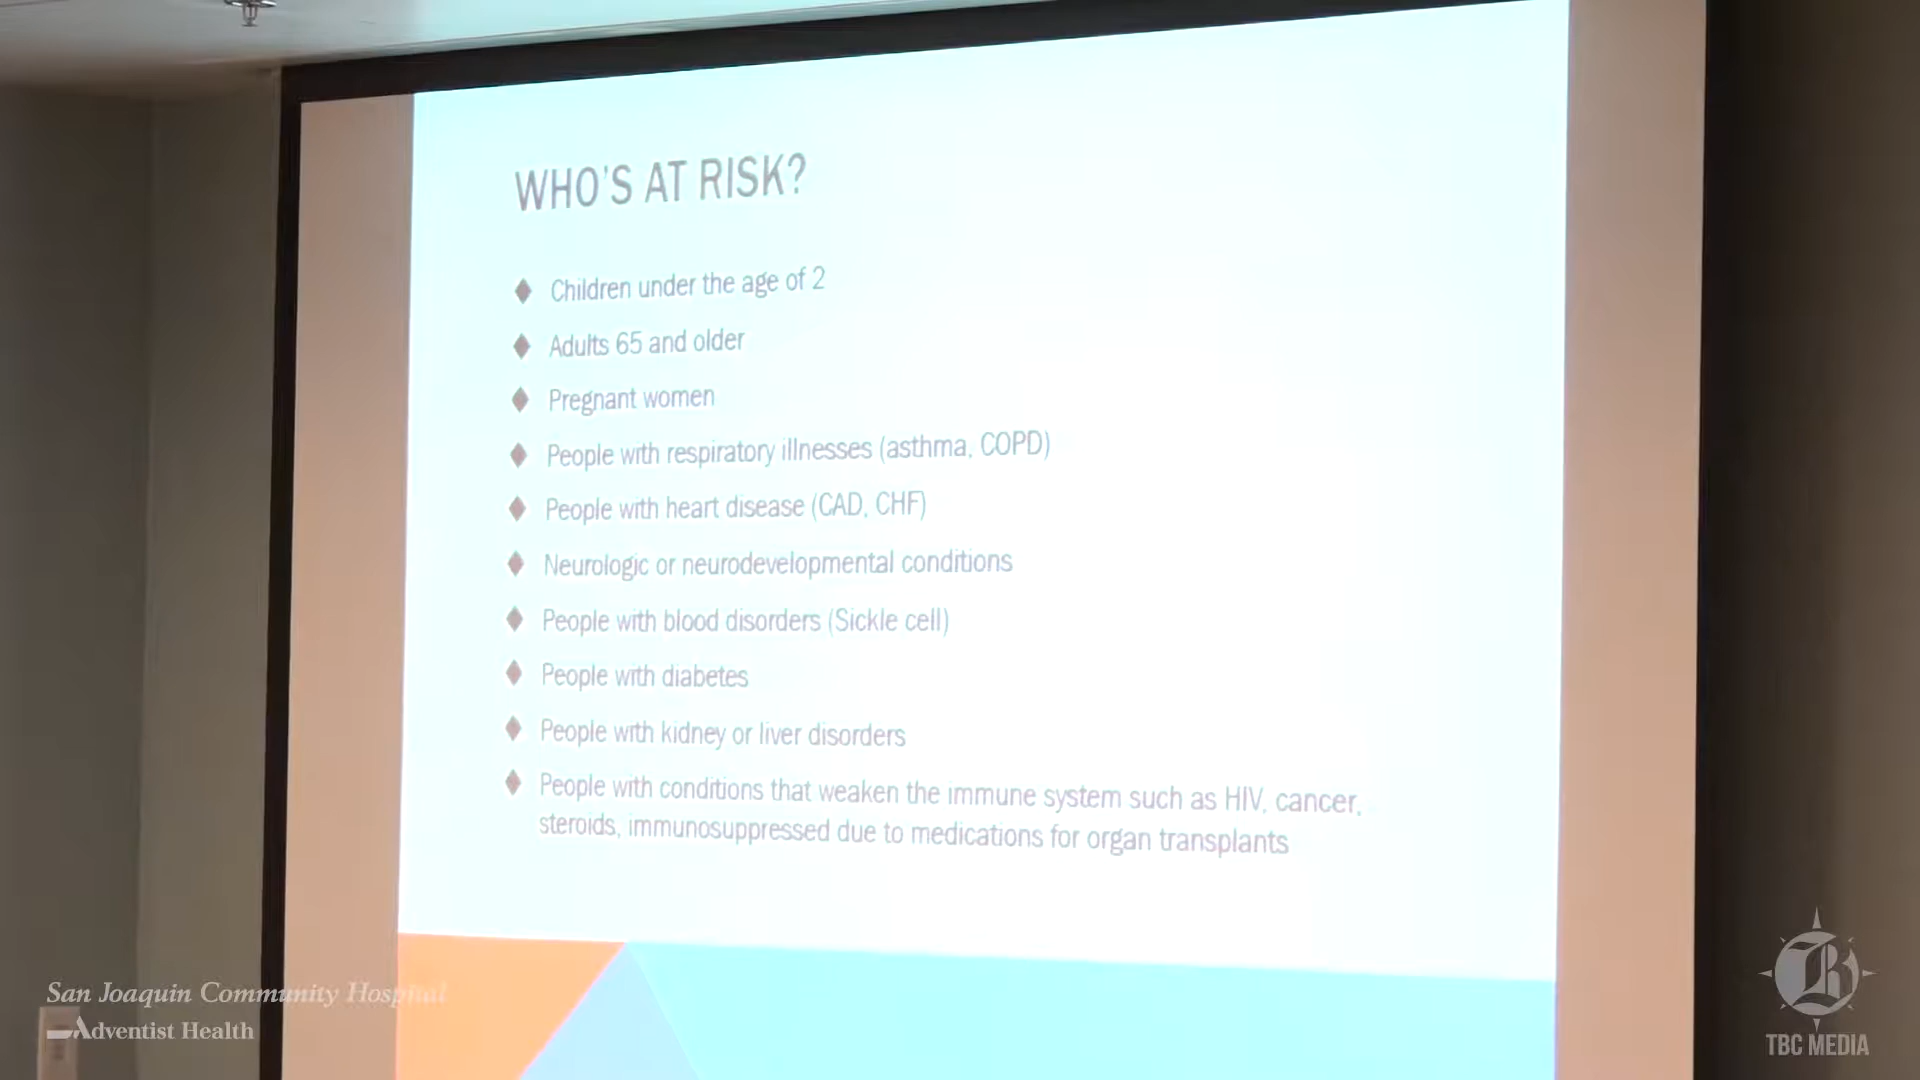 WHO'S AT RISK?
Children under the age of 2
Adults 65 and older
Pregnant women
People with respiratory illnesses (asthma, COPD)
People with heart disease (CAD, CHF)
Neurologic or neurodevelopmental conditions
People with blood disorders (Sickle cell)
People with diabetes
People with kidney or liver disorders
People with conditions that weaken the immune system such as HIV, cancer,
steroids, immunosuppressed due to medications for organ transplants
San Joaquin Community Hospital
Adventist Health
TBC MEDIA